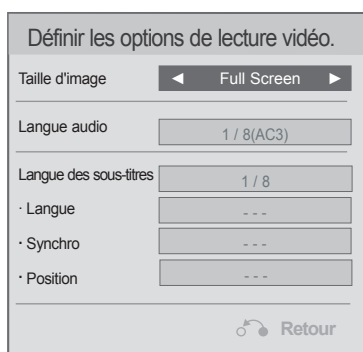 Définir les options de lecture vidéo.
Taille d'image ◄ Full Screen ►
Langue audio 1 / 8(AC3)
Langue des sous-titres 1 / 8
· Langue - - -
· Synchro - - -
· Position - - -
Retour